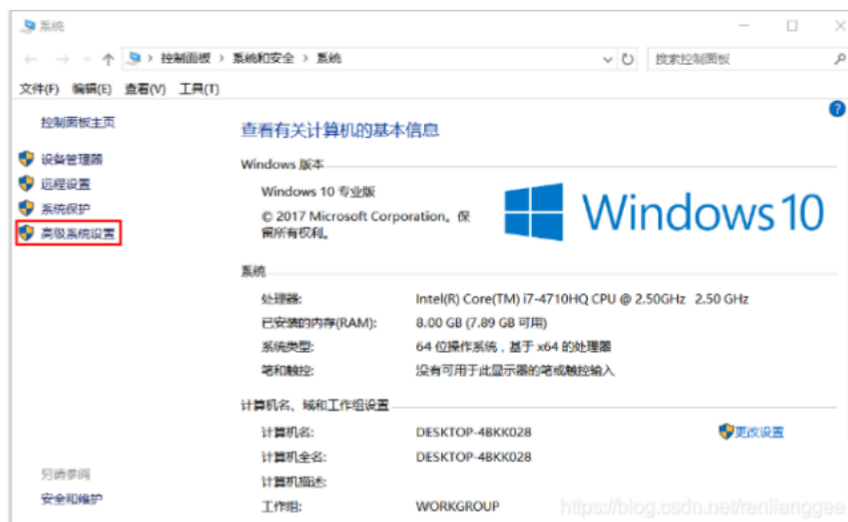 系统
控制面板 > 系统和安全 > 系统
搜索控制面板
文件(F) 编辑(E) 查看(V) 工具(T)
控制面板主页
设备管理器
远程设置
系统保护
高级系统设置
查看有关计算机的基本信息
Windows 版本
Windows 10 专业版
© 2017 Microsoft Corporation。保
留所有权利。
Windows 10
系统
处理器: Intel(R) Core(TM) i7-4710HQ CPU @ 2.50GHz 2.50 GHz
已安装的内存(RAM): 8.00 GB (7.89 GB 可用)
系统类型: 64 位操作系统，基于 x64 的处理器
笔和触控: 没有可用于此显示器的笔或触控输入
计算机名、域和工作组设置
计算机名: DESKTOP-4BKK028 更改设置
计算机全名: DESKTOP-4BKK028
计算机描述:
工作组: WORKGROUP
另请参阅
安全和维护
https://blog.csdn.net/renlianggee